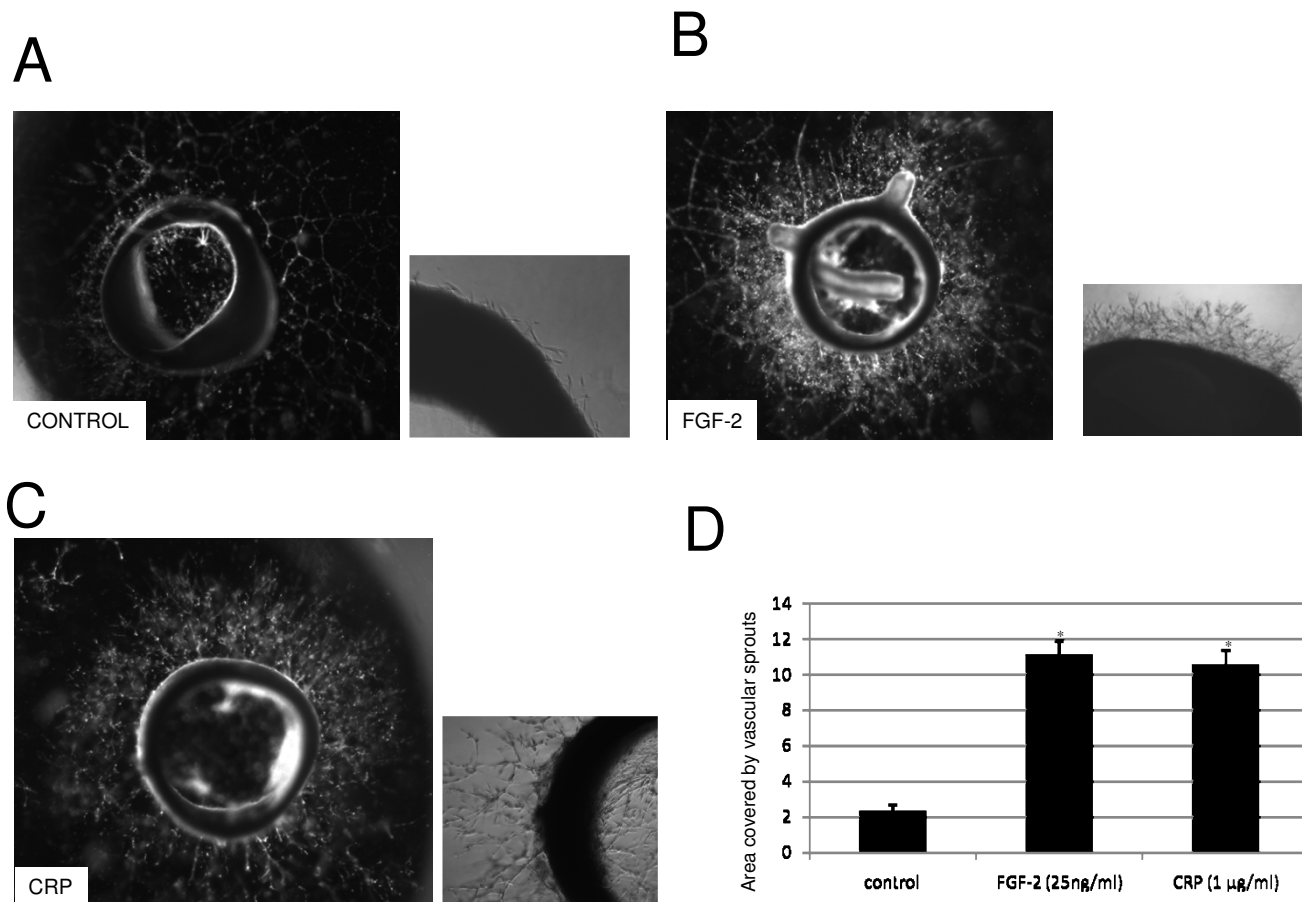 A
B
CONTROL
FGF-2
C
D
CRP
Area covered by vascular sprouts
14
12
10
8
6
4
2
0
*
*
control
FGF-2 (25ng/ml)
CRP (1 µg/ml)